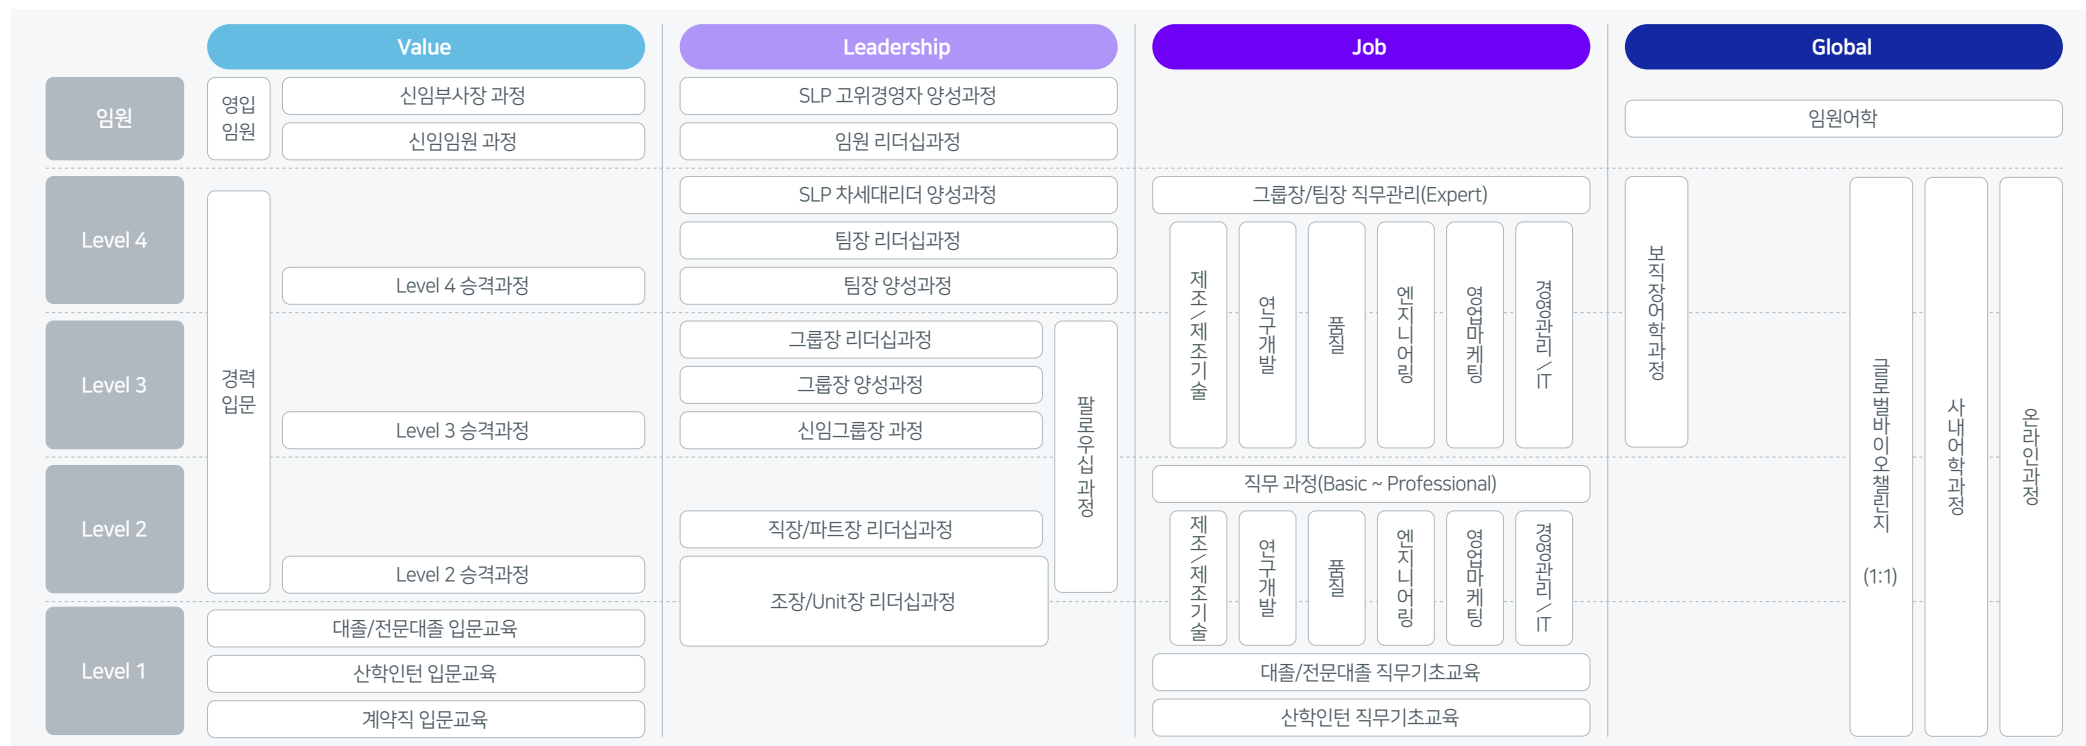 Value
Leadership
Job
Global
임원
영입
임원
신임부사장 과정
신임임원 과정
SLP 고위경영자 양성과정
임원 리더십과정
임원어학
Level 4
Level 3
Level 2
Level 1
경력
입문
Level 4 승격과정
Level 3 승격과정
Level 2 승격과정
대졸/전문대졸 입문교육
산학인턴 입문교육
계약직 입문교육
SLP 차세대리더 양성과정
팀장 리더십과정
팀장 양성과정
그룹장 리더십과정
그룹장 양성과정
신임그룹장 과정
팔로우십 과정
직장/파트장 리더십과정
조장/Unit장 리더십과정
그룹장/팀장 직무관리(Expert)
제조/제조기술
연구개발
품질
엔지니어링
영업마케팅
경영관리/IT
직무 과정(Basic ~ Professional)
제조/제조기술
연구개발
품질
엔지니어링
영업마케팅
경영관리/IT
대졸/전문대졸 직무기초교육
산학인턴 직무기초교육
보직장어학과정
글로벌바이오챌린지
(1:1)
사내어학과정
온라인과정